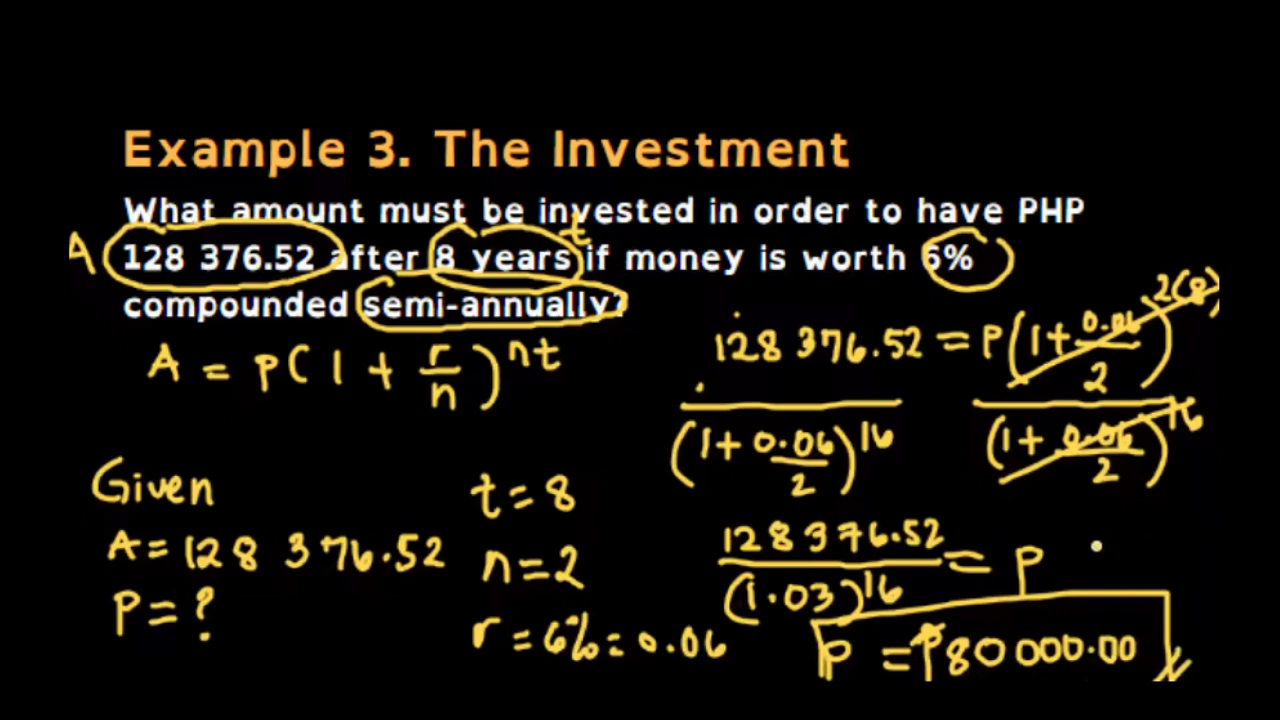 Example 3. The Investment
What amount must be invested in order to have PHP
128 376.52 after 8 years if money is worth 6%
compounded semi-annually?
A
t
A = P(1 + r/n)^nt
Given
A = 128 376.52
P = ?
t = 8
n = 2
r = 6% = 0.06
128 376.52 = P(1 + 0.06/2)^2(8)
(1 + 0.06/2)^16 (1 + 0.06/2)^16
128376.52/(1.03)^16 = P
P = ₱80 000.00